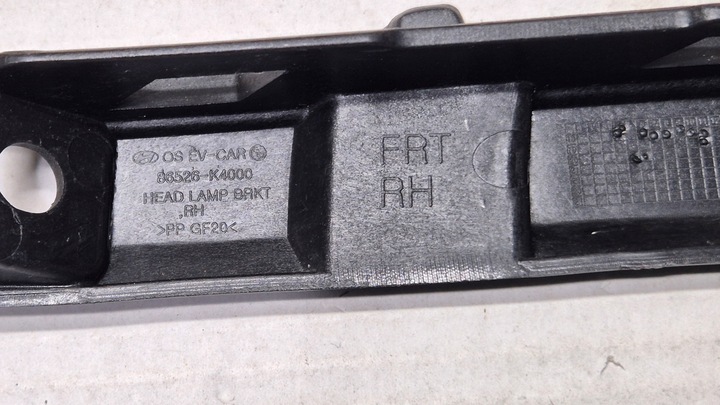 OS EV-CAR
86526-K4000
HEAD LAMP BRKT
,RH
>PP GF20<
FRT
RH